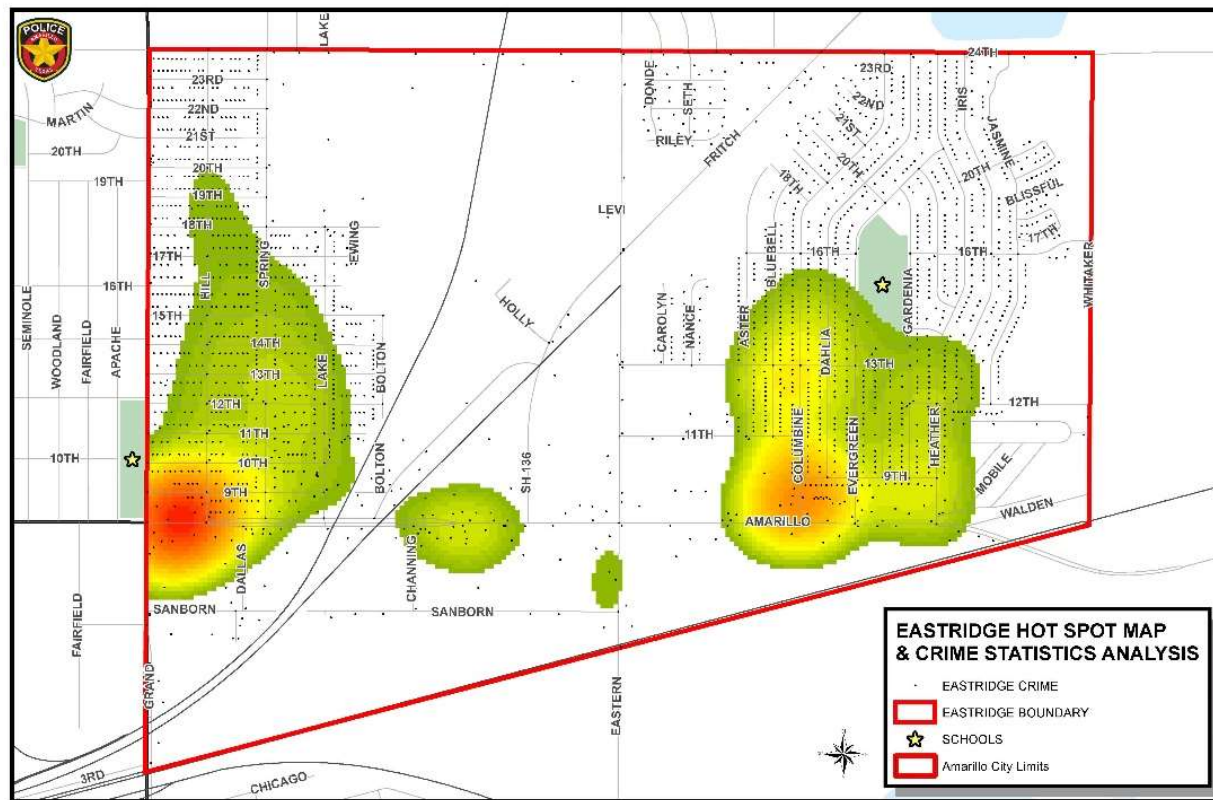 POLICE
AMARILLO
TEXAS
LAKE
24TH
23RD
DONDE
SETH
23RD
IRIS
22ND
22ND
MARTIN
21ST
21ST
JASMINE
RILEY
FRITCH
20TH
20TH
20TH
20TH
19TH
19TH
18TH
BLISSFUL
LEVI
18TH
17TH
EWING
SPRING
16TH
16TH
17TH
17TH
BLUEBELL
WHITAKER
16TH
HILL
HOLLY
CAROLYN
NANCE
ASTER
GARDENIA
SEMINOLE
WOODLAND
FAIRFIELD
APACHE
15TH
14TH
DAHLIA
13TH
LAKE
BOLTON
13TH
12TH
12TH
11TH
11TH
COLUMBINE
EVERGREEN
HEATHER
10TH
10TH
BOLTON
SH 136
9TH
MOBILE
9TH
AMARILLO
WALDEN
DALLAS
CHANNING
SANBORN
SANBORN
FAIRFIELD
GRAND
EASTERN
3RD
CHICAGO
EASTRIDGE HOT SPOT MAP
& CRIME STATISTICS ANALYSIS
EASTRIDGE CRIME
EASTRIDGE BOUNDARY
SCHOOLS
Amarillo City Limits